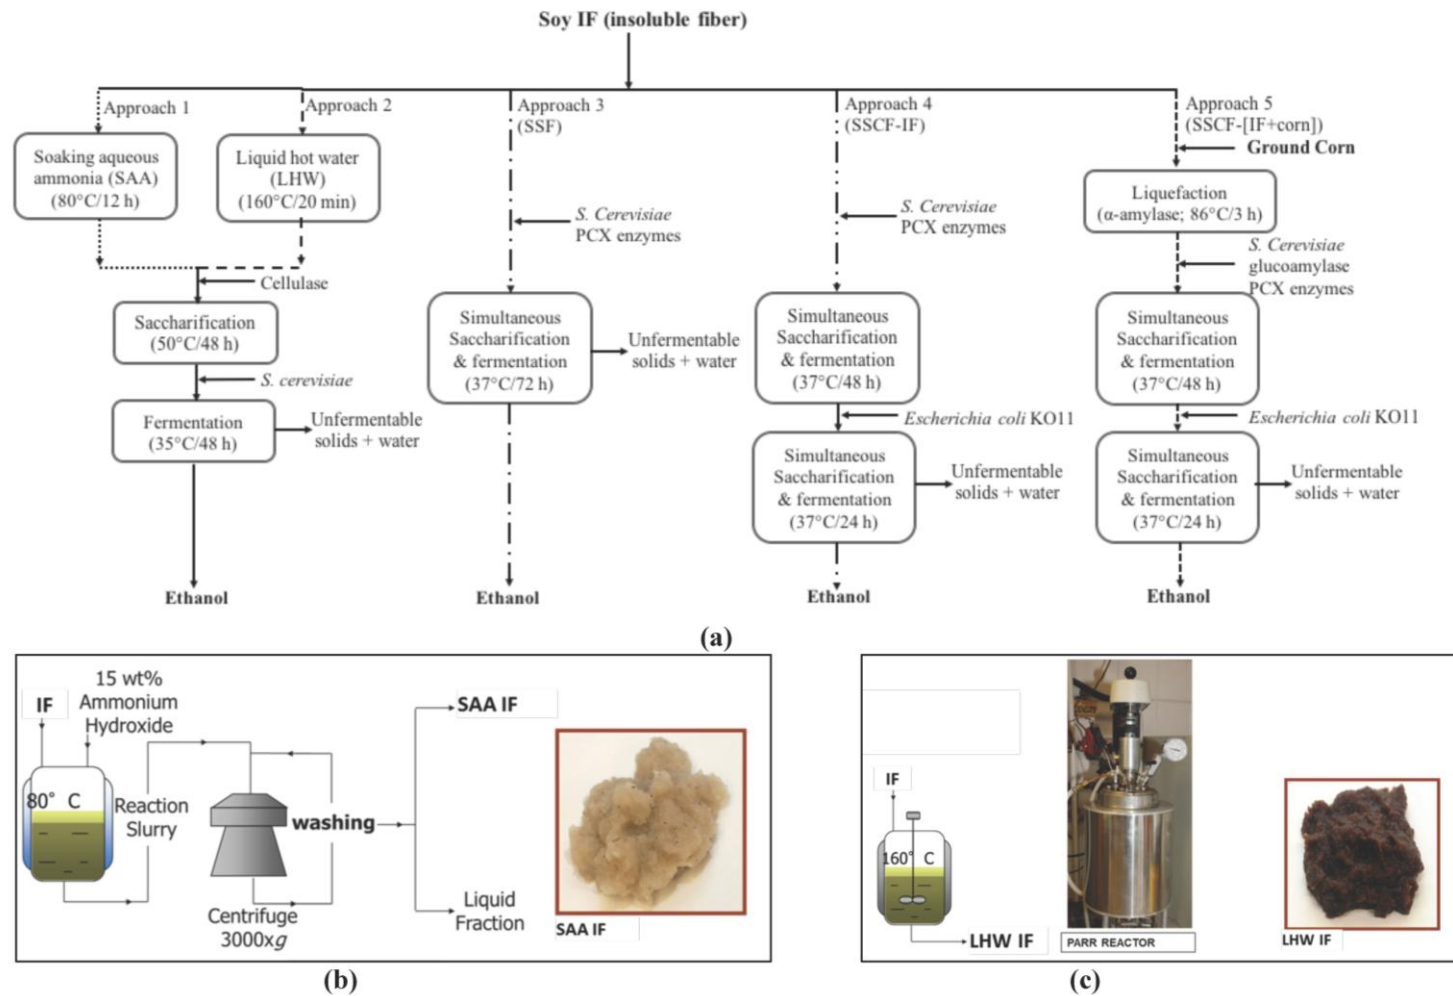 Soy IF (insoluble fiber)
Approach 1
Soaking aqueous
ammonia (SAA)
(80°C/12 h)
Approach 2
Liquid hot water
(LHW)
(160°C/20 min)
Cellulase
Saccharification
(50°C/48 h)
S. cerevisiae
Fermentation
(35°C/48 h)
Unfermentable
solids + water
Ethanol
Approach 3
(SSF)
S. Cerevisiae
PCX enzymes
Simultaneous
Saccharification
& fermentation
(37°C/72 h)
Unfermentable
solids + water
Ethanol
Approach 4
(SSCF-IF)
S. Cerevisiae
PCX enzymes
Simultaneous
Saccharification
& fermentation
(37°C/48 h)
Escherichia coli KO11
Simultaneous
Saccharification
& fermentation
(37°C/24 h)
Unfermentable
solids + water
Ethanol
Approach 5
(SSCF-[IF+corn])
Ground Corn
Liquefaction
(α-amylase; 86°C/3 h)
S. Cerevisiae
glucoamylase
PCX enzymes
Simultaneous
Saccharification
& fermentation
(37°C/48 h)
Escherichia coli KO11
Simultaneous
Saccharification
& fermentation
(37°C/24 h)
Unfermentable
solids + water
Ethanol
(a)
IF
15 wt%
Ammonium
Hydroxide
80° C
Reaction
Slurry
Centrifuge
3000xg
washing
SAA IF
Liquid
Fraction
SAA IF
(b)
IF
160° C
LHW IF
PARR REACTOR
LHW IF
(c)